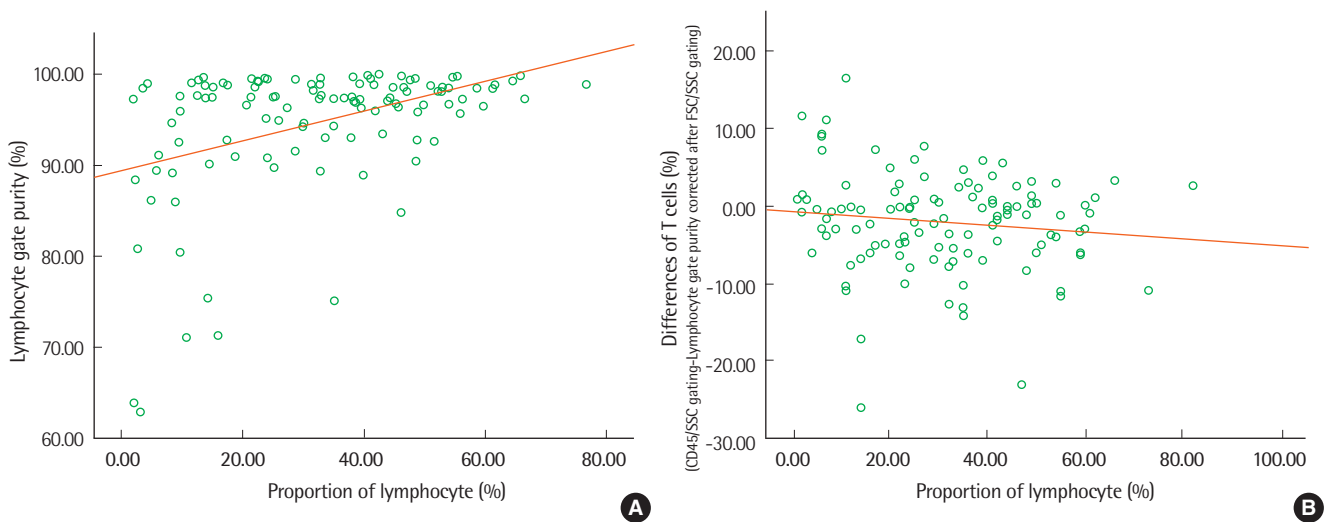 Lymphocyte gate purity (%)
100.00
90.00
80.00
70.00
60.00
0.00 20.00 40.00 60.00 80.00
Proportion of lymphocyte (%)
A
Differences of T cells (%)
(CD45/SSC gating-Lymphocyte gate purity corrected after FSC/SSC gating)
20.00
10.00
0.00
-10.00
-20.00
-30.00
0.00 20.00 40.00 60.00 80.00 100.00
Proportion of lymphocyte (%)
B